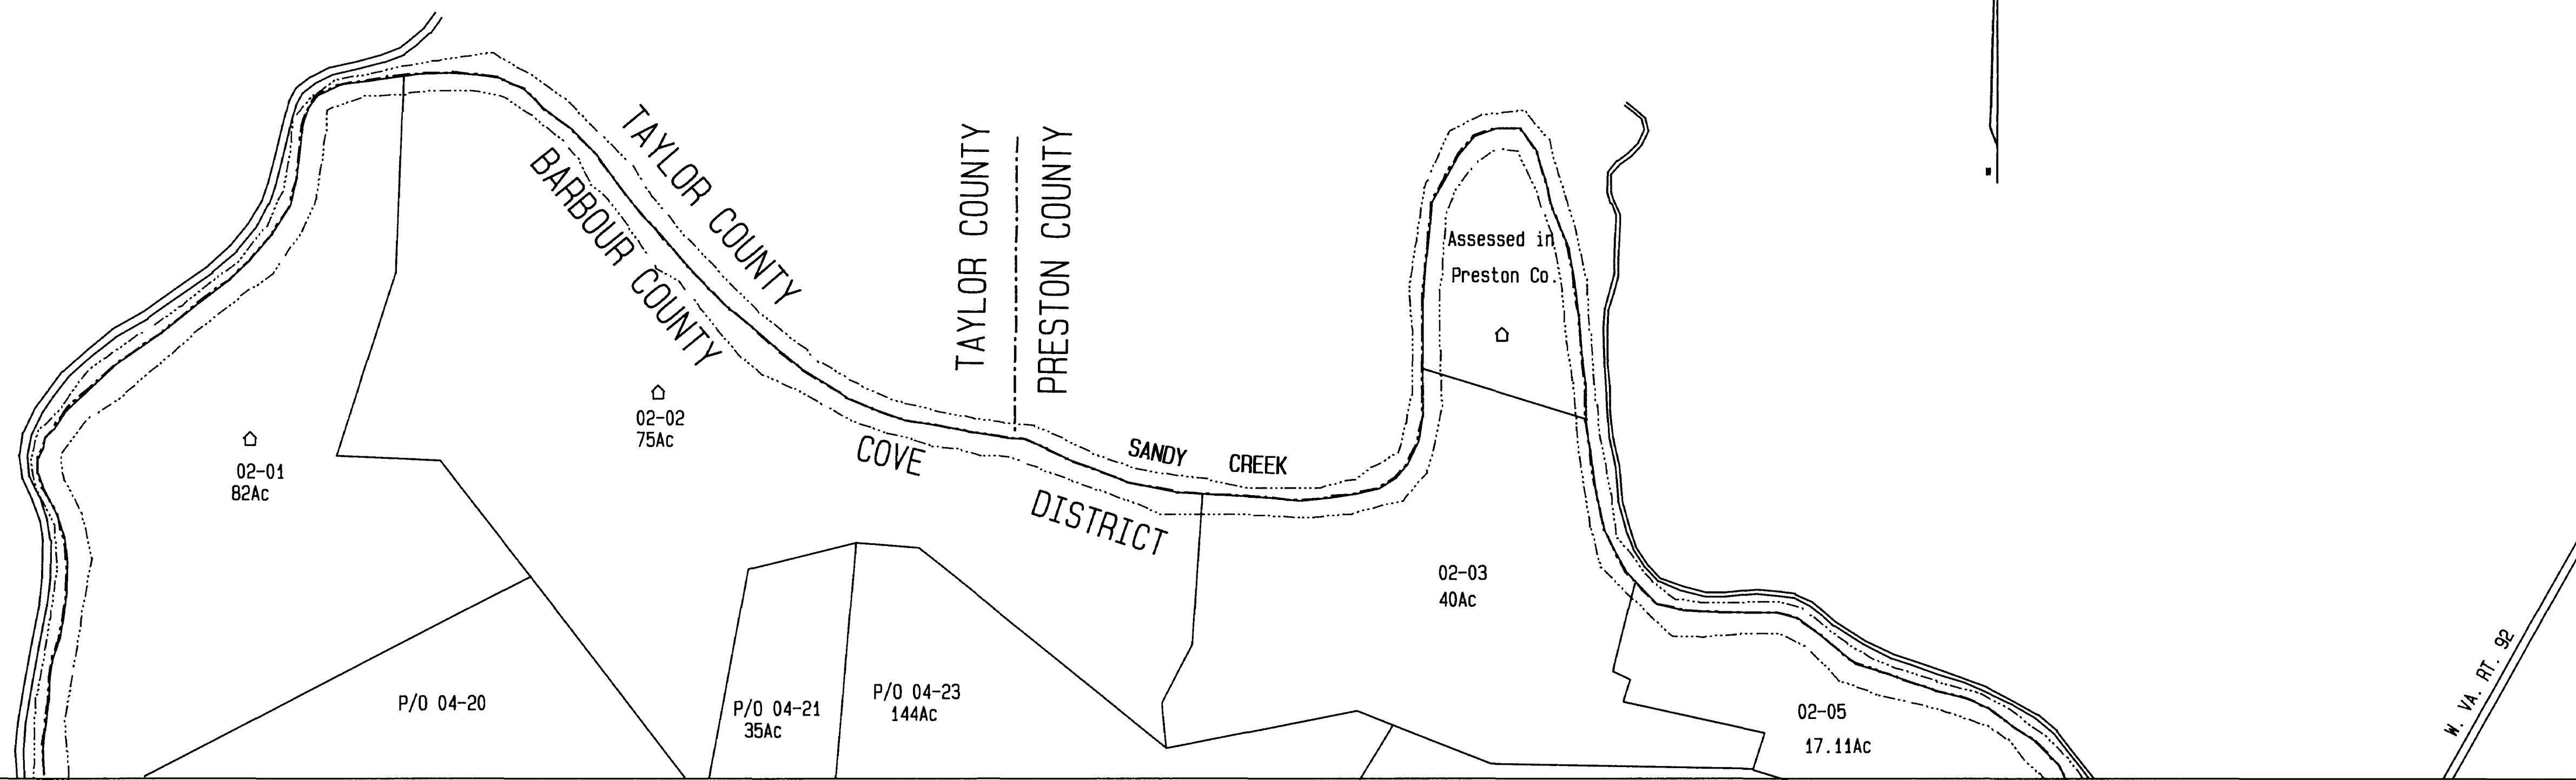 TAYLOR COUNTY
BARBOUR COUNTY
TAYLOR COUNTY
PRESTON COUNTY
Assessed in
Preston Co.
02-02
75Ac
SANDY CREEK
COVE DISTRICT
02-01
82Ac
02-03
40Ac
P/O 04-20
P/O 04-21
35Ac
P/O 04-23
144Ac
02-05
17.11Ac
W. VA. RT. 92